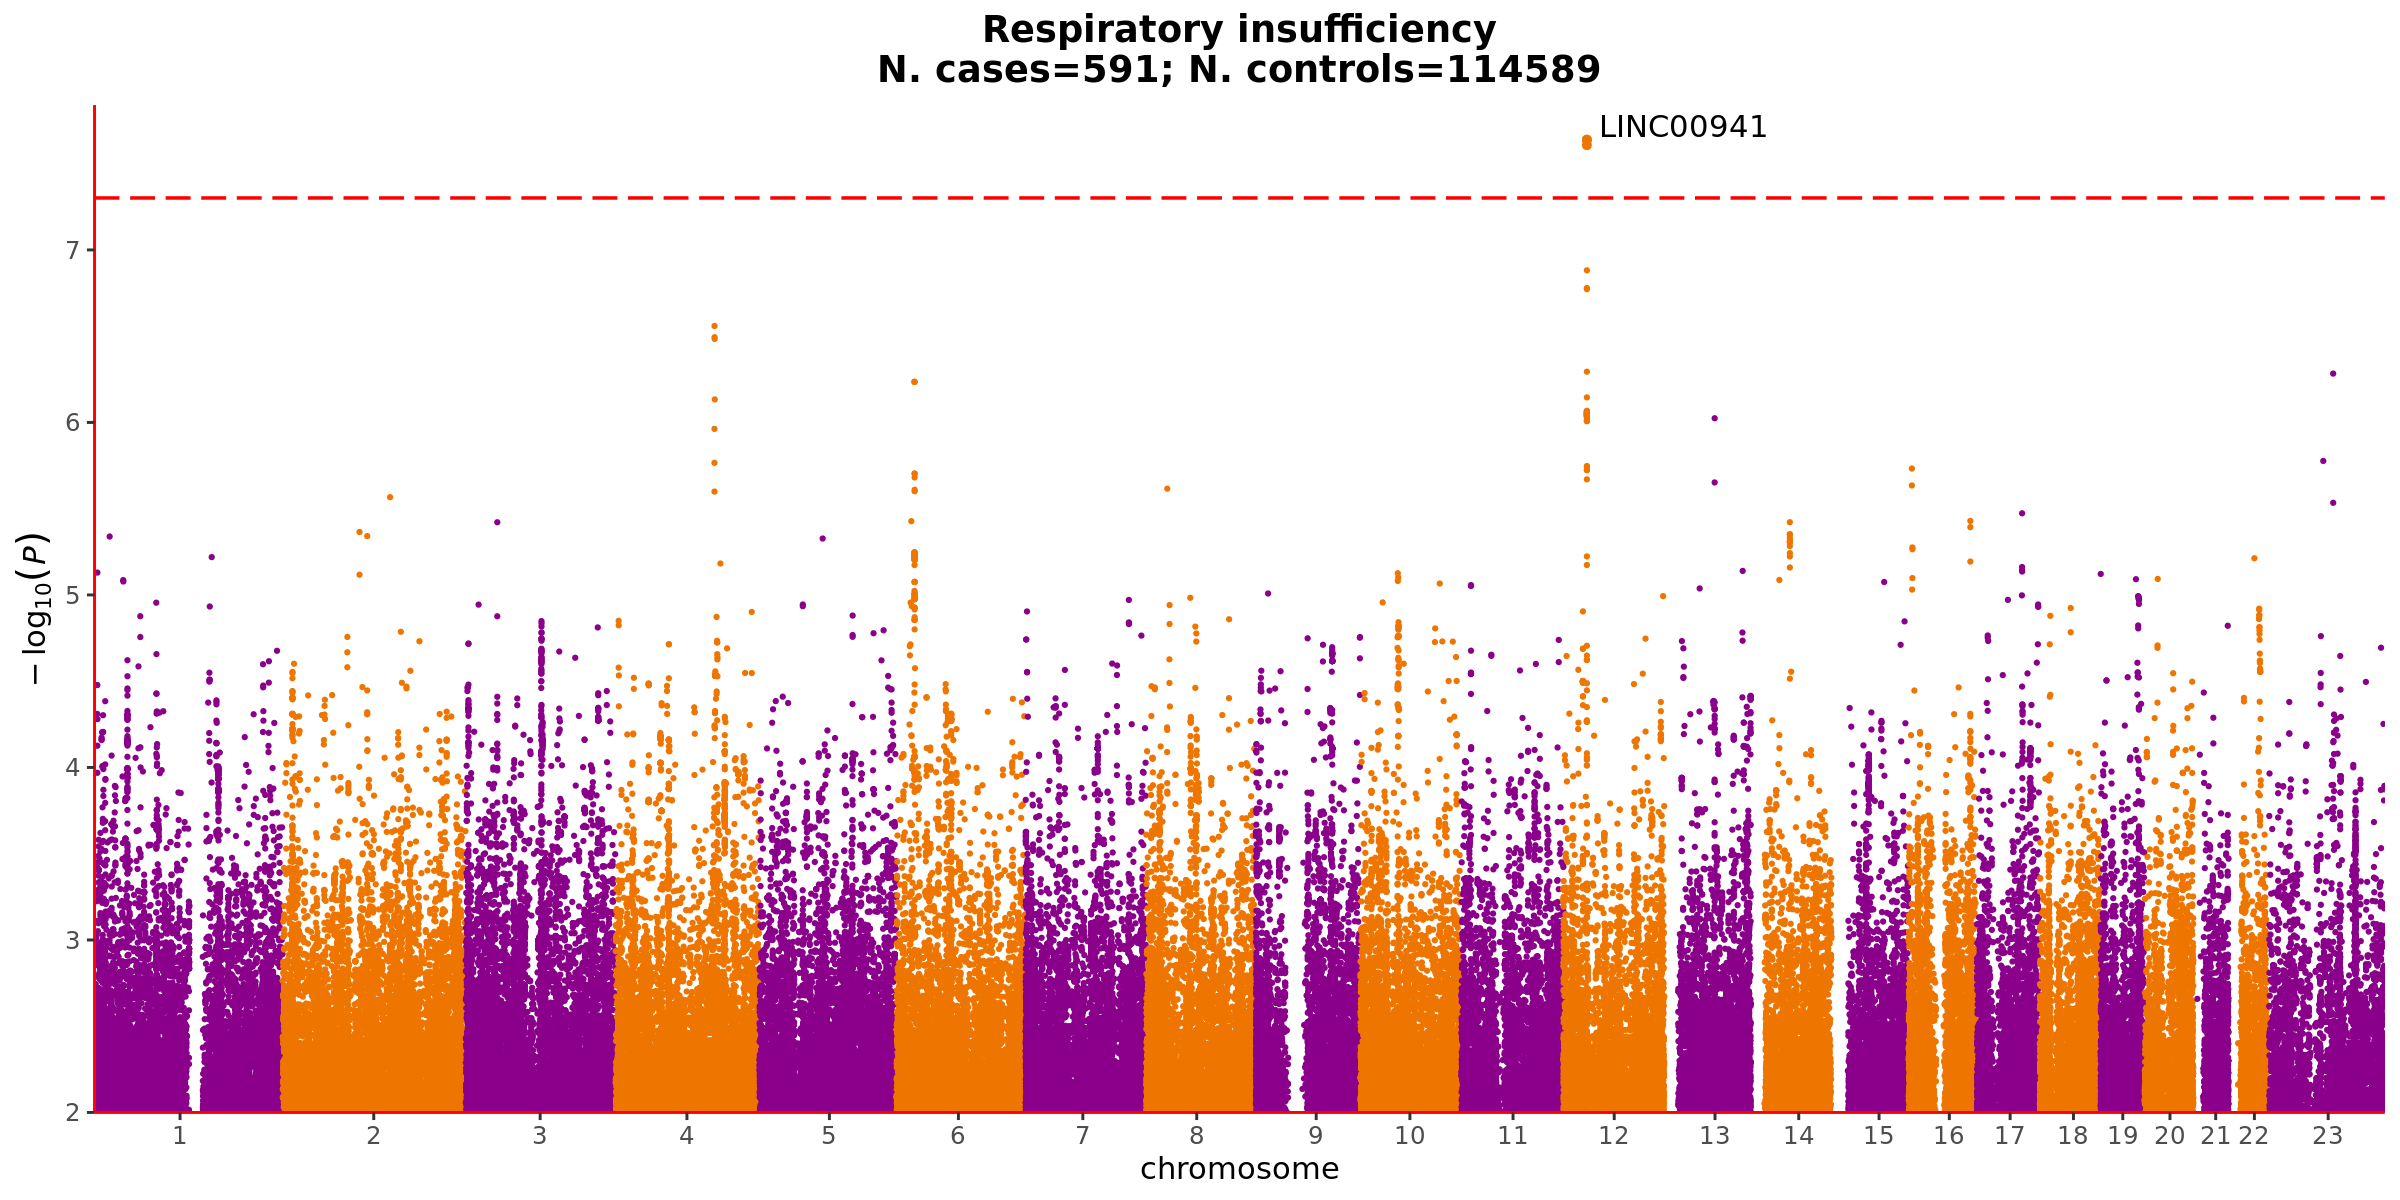 Respiratory insufficiency
N. cases=591; N. controls=114589
LINC00941
7
6
5
4
3
2
− log10(P)
1 2 3 4 5 6 7 8 9 10 11 12 13 14 15 16 17 18 19 20 21 22 23
chromosome